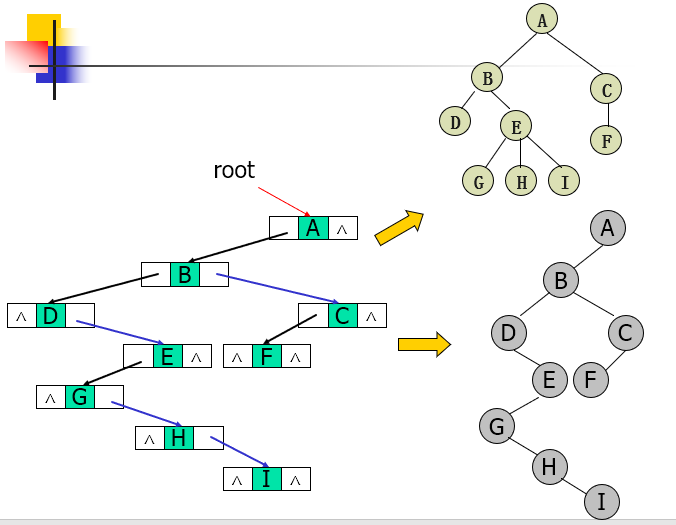 A
B
C
D
E
F
G H I
root
A ∧
B
∧ D
C ∧
E ∧
∧ F ∧
∧ G
∧ H
∧ I ∧
A
B
D
C
E F
G
H
I